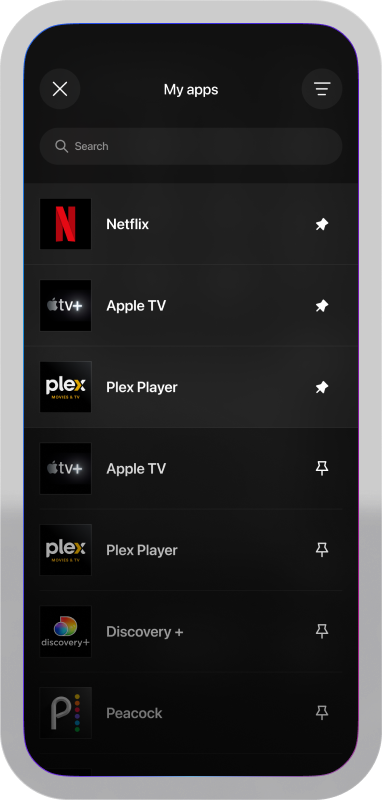 My apps
Search
N
Netflix
tv+
Apple TV
plex
MOVIES & TV
Plex Player
tv+
Apple TV
plex
MOVIES & TV
Plex Player
discovery+
Discovery +
P
Peacock